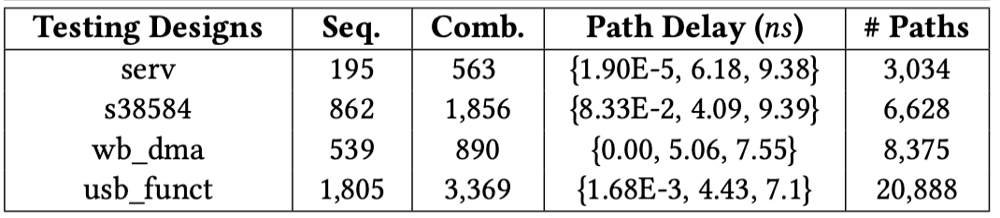 Testing Designs Seq. Comb. Path Delay (ns) # Paths
serv 195 563 {1.90E-5, 6.18, 9.38} 3,034
s38584 862 1,856 {8.33E-2, 4.09, 9.39} 6,628
wb_dma 539 890 {0.00, 5.06, 7.55} 8,375
usb_funct 1,805 3,369 {1.68E-3, 4.43, 7.1} 20,888